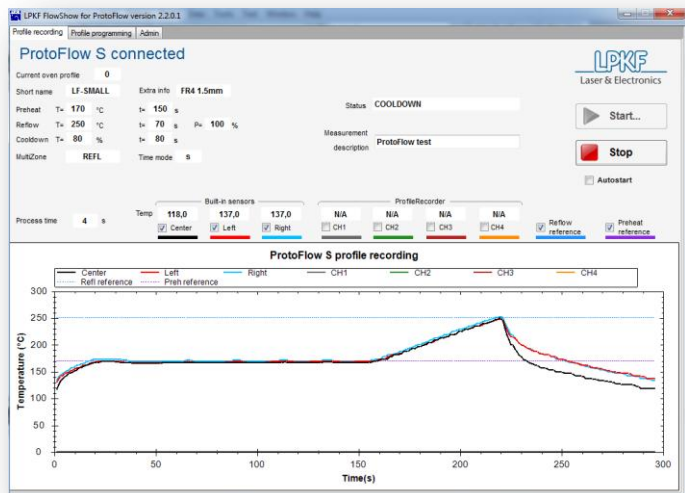 LPKF FlowShow for ProtoFlow version 2.2.0.1
Profile recording Profile programming Admin
ProtoFlow S connected
LPKF
Laser & Electronics
Current oven profile 0
Short name LF-SMALL Extra info FR4 1.5mm
Preheat T= 170 °C t= 150 s
Status COOLDOWN
Start...
Reflow T= 250 °C t= 70 s P= 100 %
Cooldown T= 80 % t= 80 s
Measurement description ProtoFlow test
MultiZone REFL Time mode s
Stop
Autostart
Built-in sensors ProfileRecorder
Process time 4 s
Temp 118,0 137,0 137,0 N/A N/A N/A N/A
Center Left Right CH1 CH2 CH3 CH4
Reflow reference
Preheat reference
ProtoFlow S profile recording
Center Left Right CH1 CH2 CH3 CH4
Refl reference Preh reference
Temperature (°C)
300
250
200
150
100
50
0
0 50 100 150 200 250 300
Time(s)